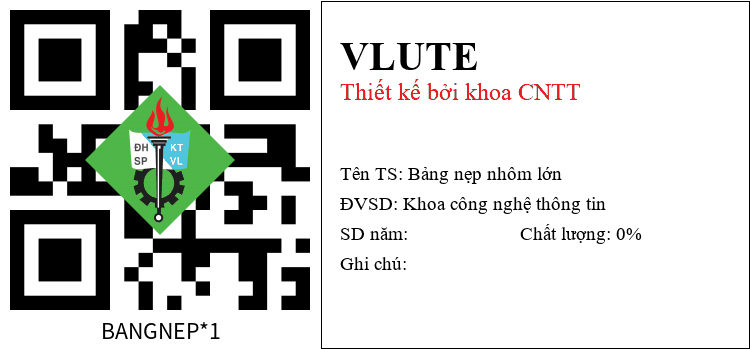 ĐH KT
SP VL
BANGNEP*1
VLUTE
Thiết kế bởi khoa CNTT
Tên TS: Bảng nẹp nhôm lớn
ĐVSD: Khoa công nghệ thông tin
SD năm: Chất lượng: 0%
Ghi chú: